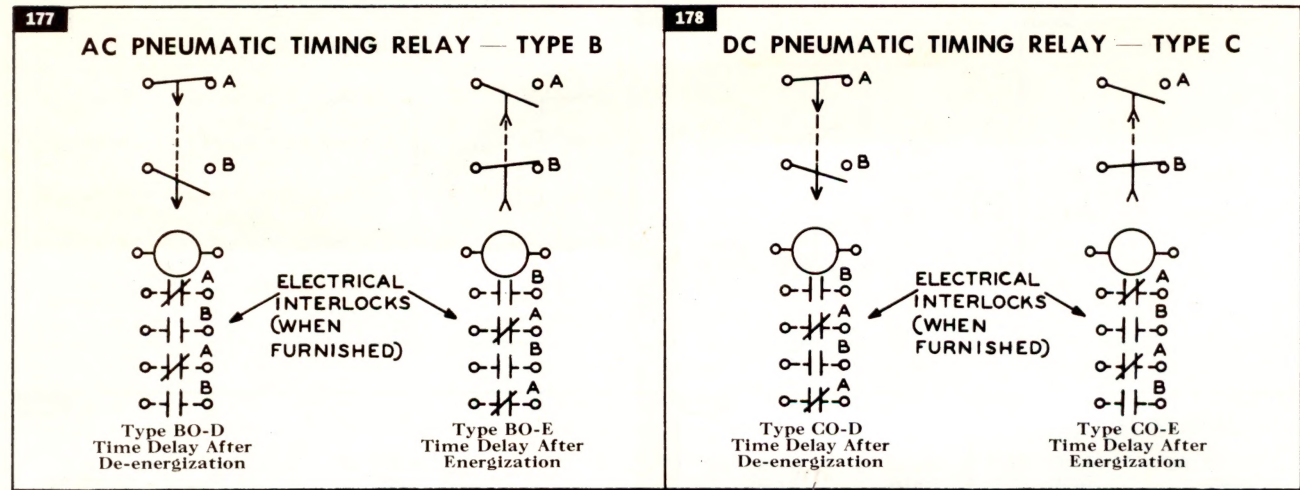 177
AC PNEUMATIC TIMING RELAY — TYPE B
A
B
A
B
A
B
A
B
ELECTRICAL
INTERLOCKS
(WHEN
FURNISHED)
B
A
B
A
Type BO-D
Time Delay After
De-energization
Type BO-E
Time Delay After
Energization
178
DC PNEUMATIC TIMING RELAY — TYPE C
A
B
A
B
B
A
B
A
ELECTRICAL
INTERLOCKS
(WHEN
FURNISHED)
A
B
A
B
Type CO-D
Time Delay After
De-energization
Type CO-E
Time Delay After
Energization